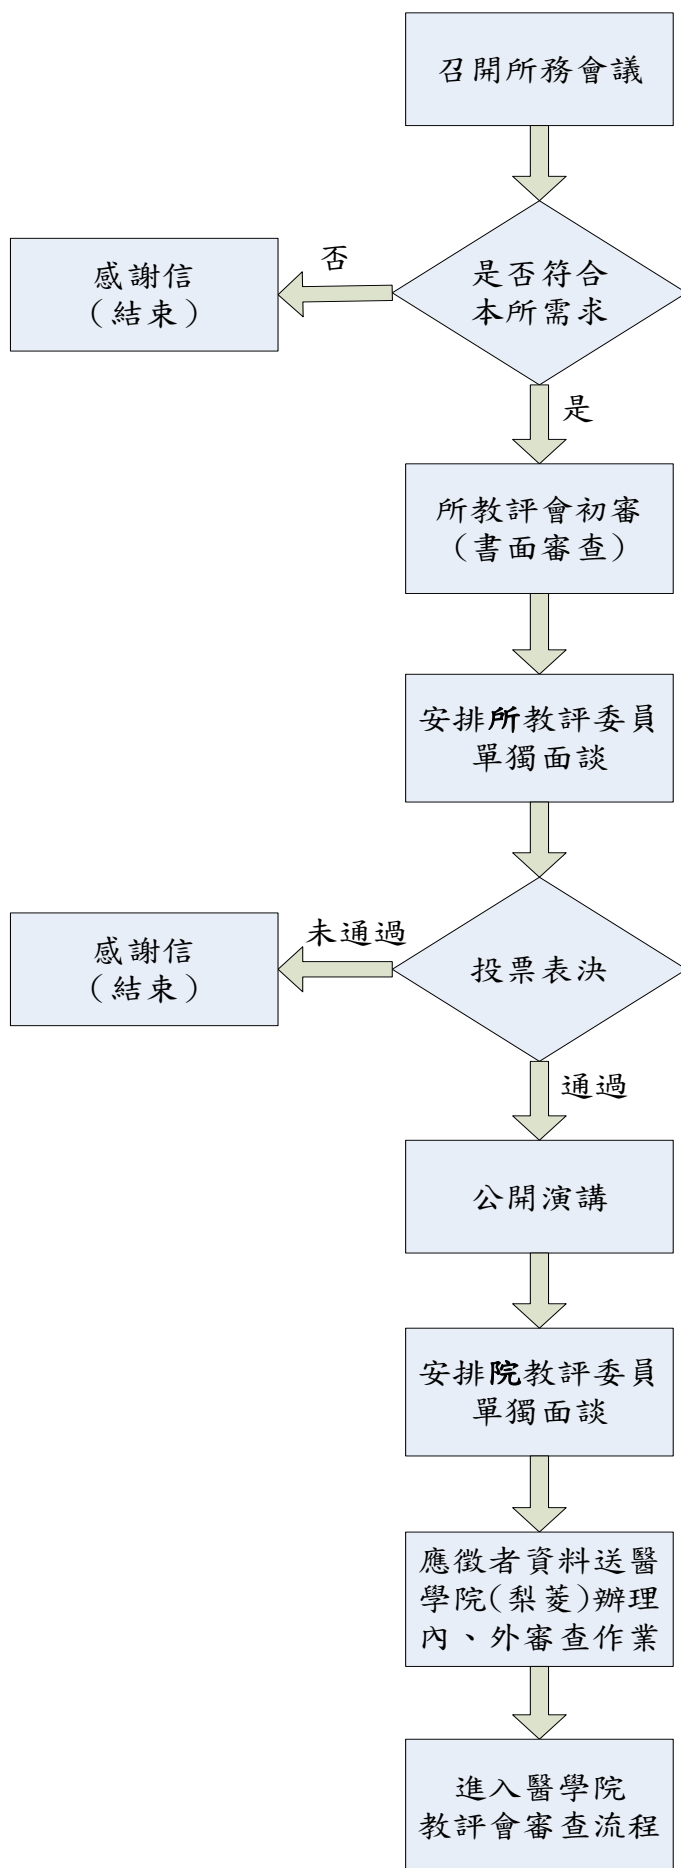 召開所務會議
是否符合
本所需求
否
感謝信
（結束）
是
所教評會初審
（書面審查）
安排所教評委員
單獨面談
投票表決
未通過
感謝信
（結束）
通過
公開演講
安排院教評委員
單獨面談
應徵者資料送醫
學院(梨菱)辦理
內、外審查作業
進入醫學院
教評會審查流程